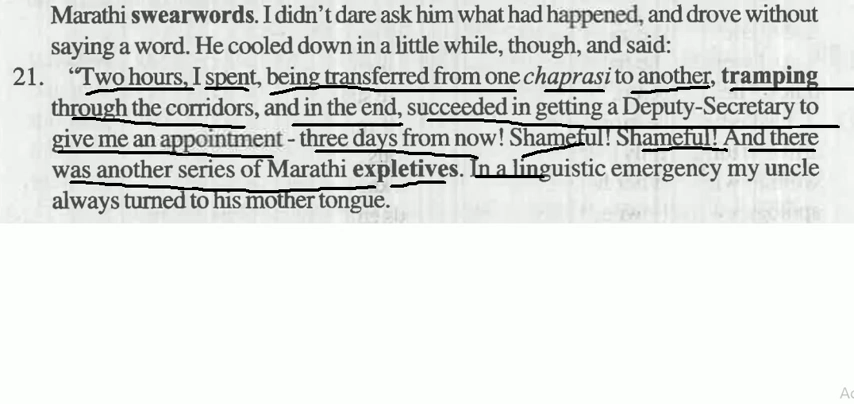 Marathi swearwords. I didn't dare ask him what had happened, and drove without
saying a word. He cooled down in a little while, though, and said:
21. "Two hours, I spent, being transferred from one chaprasi to another, tramping
through the corridors, and in the end, succeeded in getting a Deputy-Secretary to
give me an appointment - three days from now! Shameful! Shameful! And there
was another series of Marathi expletives. In a linguistic emergency my uncle
always turned to his mother tongue.